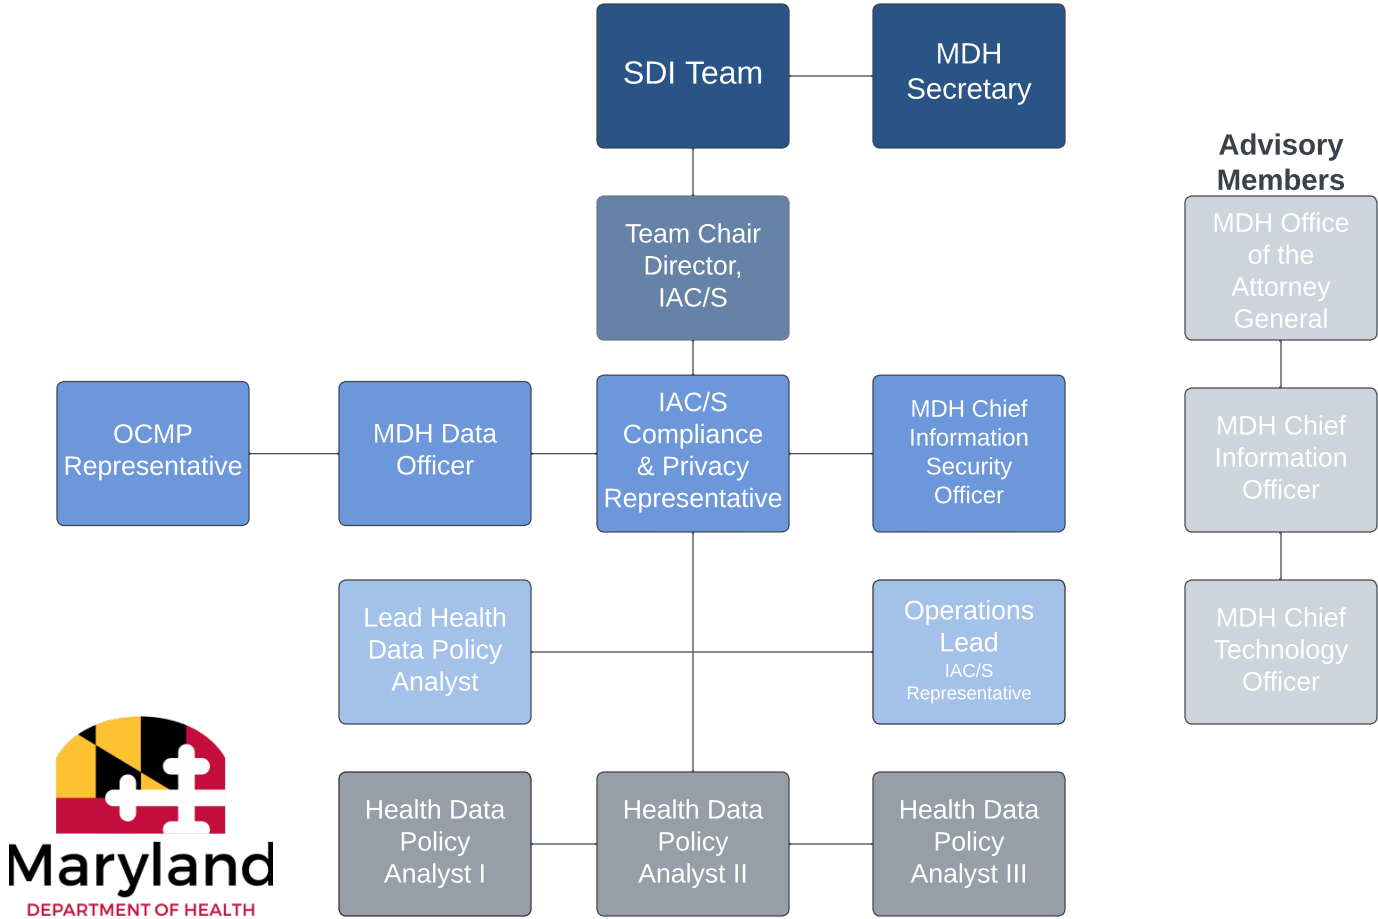 SDI Team
MDH
Secretary
Advisory
Members
Team Chair
Director,
IAC/S
MDH Office
of the
Attorney
General
OCMP
Representative
MDH Data
Officer
IAC/S
Compliance
& Privacy
Representative
MDH Chief
Information
Security
Officer
MDH Chief
Information
Officer
Lead Health
Data Policy
Analyst
Operations
Lead
IAC/S
Representative
MDH Chief
Technology
Officer
Health Data
Policy
Analyst I
Health Data
Policy
Analyst II
Health Data
Policy
Analyst III
Maryland
DEPARTMENT OF HEALTH